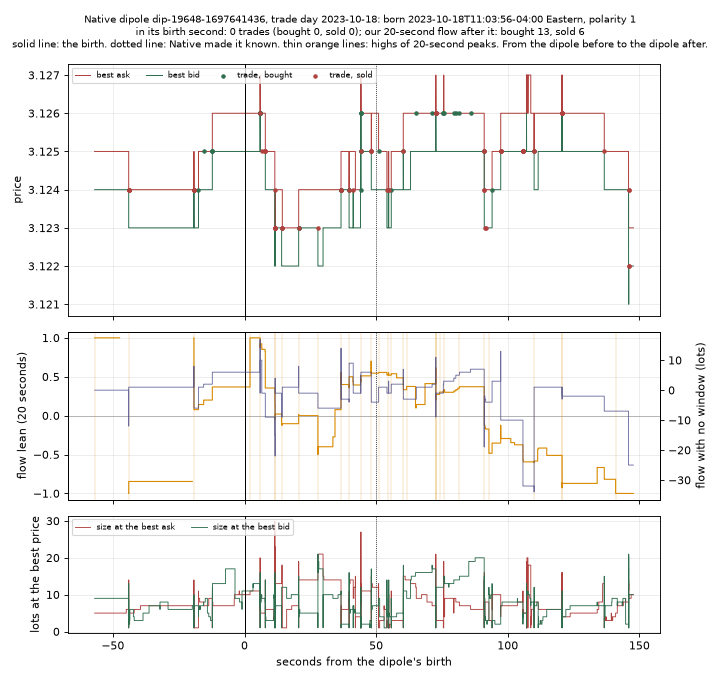 Native dipole dip-19648-1697641436, trade day 2023-10-18: born 2023-10-18T11:03:56-04:00 Eastern, polarity 1
in its birth second: 0 trades (bought 0, sold 0); our 20-second flow after it: bought 13, sold 6
solid line: the birth. dotted line: Native made it known. thin orange lines: highs of 20-second peaks. From the dipole before to the dipole after.
best ask
best bid
trade, bought
trade, sold
3.127
3.126
3.125
3.124
3.123
3.122
3.121
price
1.0
0.5
0.0
−0.5
−1.0
flow lean (20 seconds)
10
0
−10
−20
−30
flow with no window (lots)
size at the best ask
size at the best bid
30
20
10
0
lots at the best price
−50
0
50
100
150
seconds from the dipole's birth